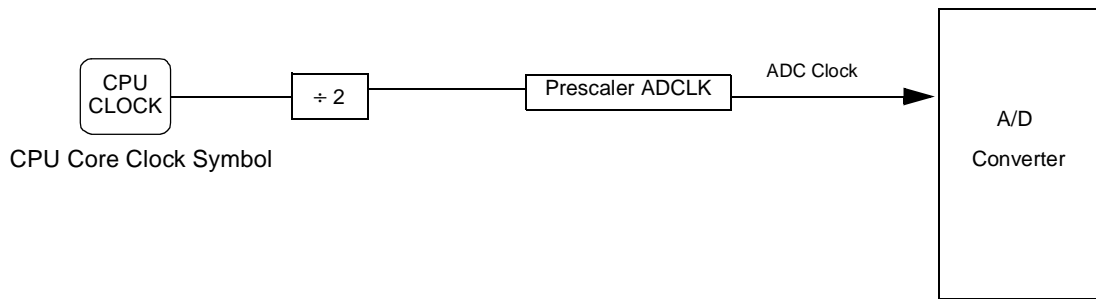 CPU
CLOCK
÷ 2
Prescaler ADCLK
ADC Clock
A/D
Converter
CPU Core Clock Symbol